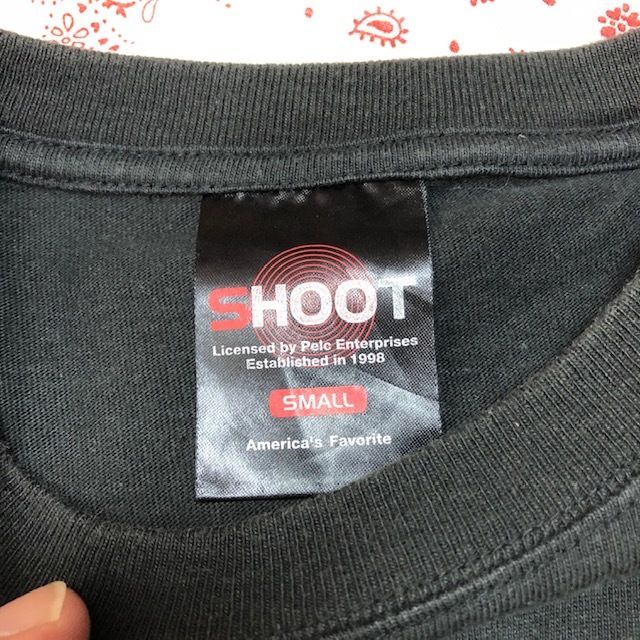 SHOOT
Licensed by Pelc Enterprises
Established in 1998
SMALL
America's Favorite